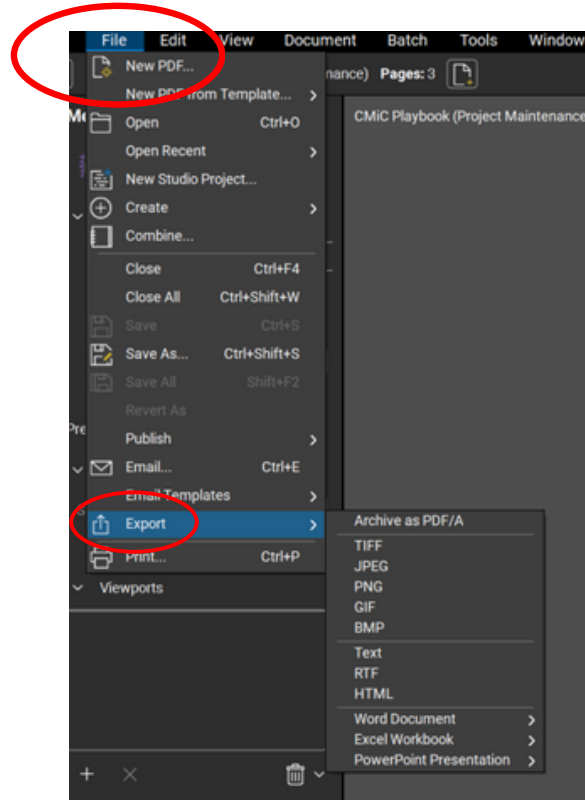 File Edit View Document Batch Tools Window
New PDF...
nance) Pages: 3
New PDF from Template...
CMiC Playbook (Project Maintenance
Open Ctrl+O
Open Recent
New Studio Project...
Create
Combine...
Close Ctrl+F4
Close All Ctrl+Shift+W
Save Ctrl+S
Save As... Ctrl+Shift+S
Save All Shift+F2
Revert As
Publish
Pre
Email... Ctrl+E
Email Templates
Export
Archive as PDF/A
Print... Ctrl+P
TIFF
JPEG
PNG
GIF
BMP
Viewports
Text
RTF
HTML
Word Document
Excel Workbook
PowerPoint Presentation